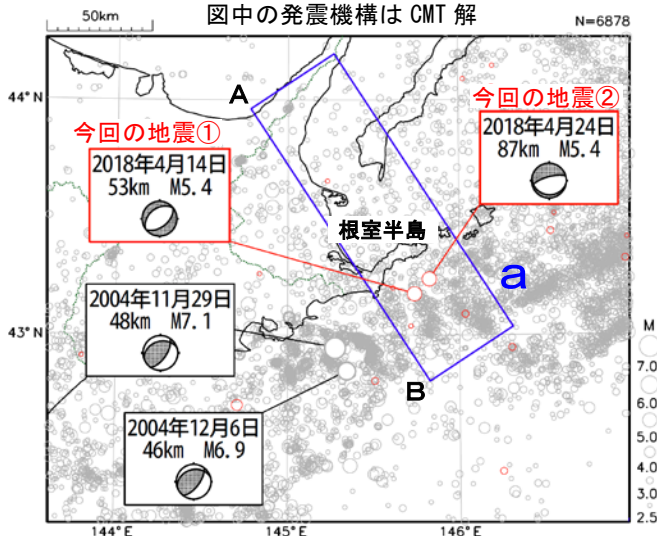 図中の発震機構は CMT 解
50km
N=6878
44°N
A
今回の地震①
2018年4月14日
53km M5.4
今回の地震②
2018年4月24日
87km M5.4
根室半島
a
2004年11月29日
48km M7.1
43°N
B
2004年12月6日
46km M6.9
M
7.0
6.0
5.0
4.0
3.0
2.5
144°E
145°E
146°E